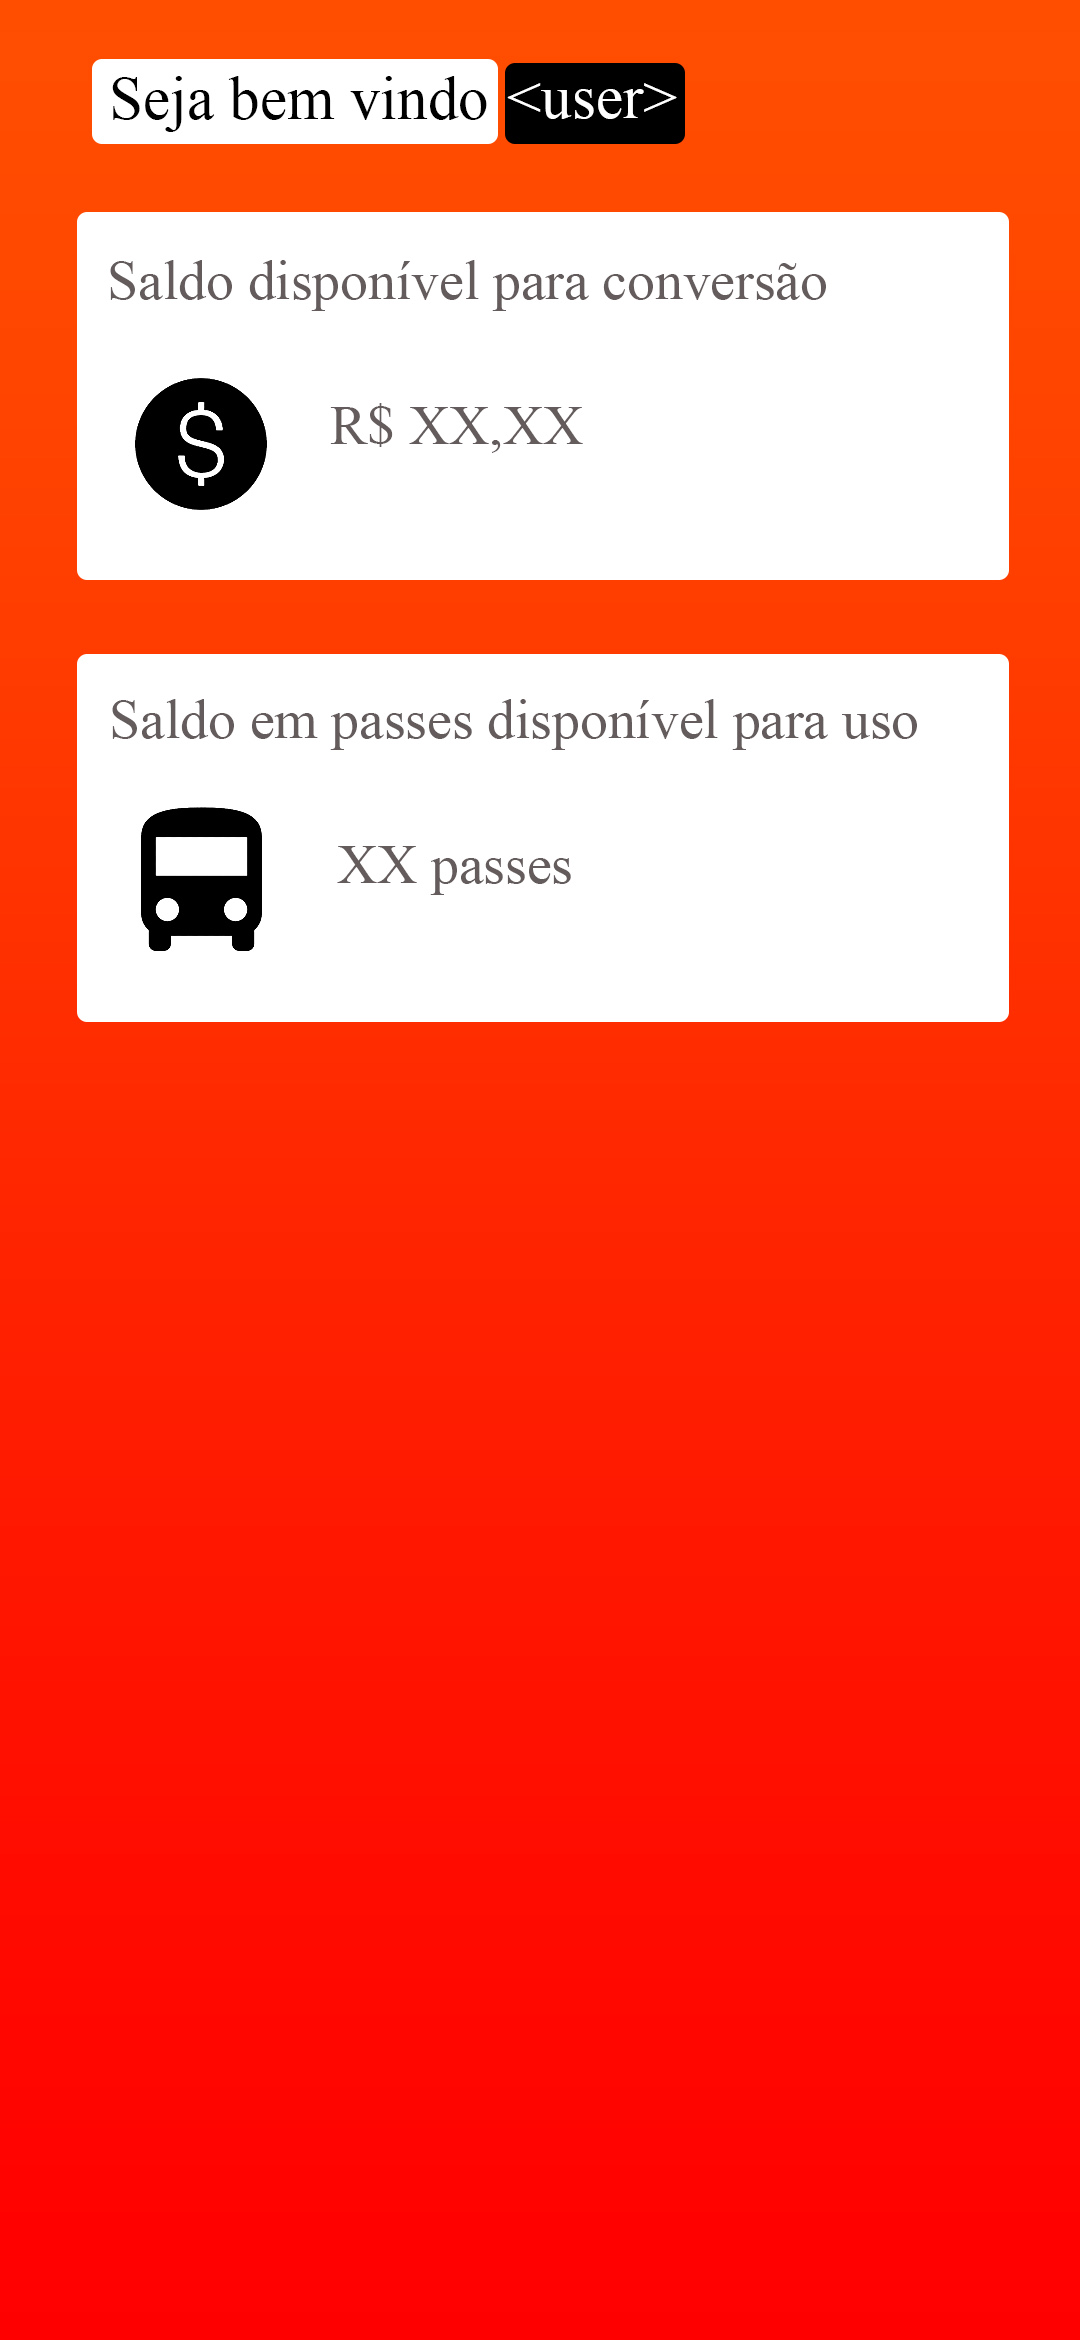 Seja bem vindo <user>
Saldo disponível para conversão
$
R$ XX,XX
Saldo em passes disponível para uso
XX passes